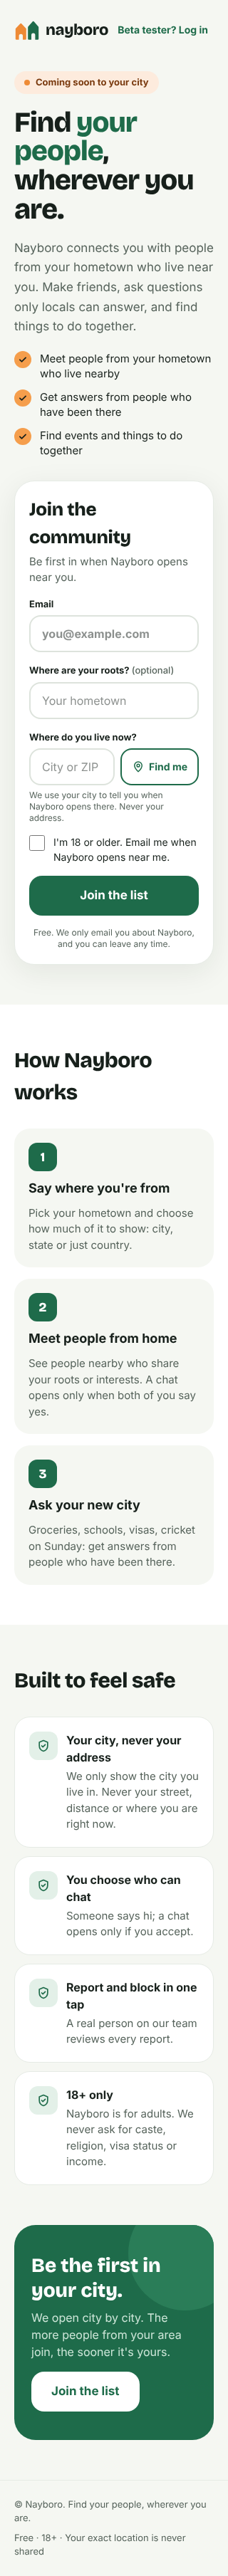 nayboro
Beta tester? Log in
Coming soon to your city
Find your
people,
wherever you
are.
Nayboro connects you with people
from your hometown who live near
you. Make friends, ask questions
only locals can answer, and find
things to do together.
Meet people from your hometown
who live nearby
Get answers from people who
have been there
Find events and things to do
together
Join the
community
Be first in when Nayboro opens
near you.
Email
you@example.com
Where are your roots? (optional)
Your hometown
Where do you live now?
City or ZIP
Find me
We use your city to tell you when
Nayboro opens there. Never your
address.
I'm 18 or older. Email me when
Nayboro opens near me.
Join the list
Free. We only email you about Nayboro,
and you can leave any time.
How Nayboro
works
1
Say where you're from
Pick your hometown and choose
how much of it to show: city,
state or just country.
2
Meet people from home
See people nearby who share
your roots or interests. A chat
opens only when both of you say
yes.
3
Ask your new city
Groceries, schools, visas, cricket
on Sunday: get answers from
people who have been there.
Built to feel safe
Your city, never your
address
We only show the city you
live in. Never your street,
distance or where you are
right now.
You choose who can
chat
Someone says hi; a chat
opens only if you accept.
Report and block in one
tap
A real person on our team
reviews every report.
18+ only
Nayboro is for adults. We
never ask for caste,
religion, visa status or
income.
Be the first in
your city.
We open city by city. The
more people from your area
join, the sooner it's yours.
Join the list
© Nayboro. Find your people, wherever you
are.
Free · 18+ · Your exact location is never
shared